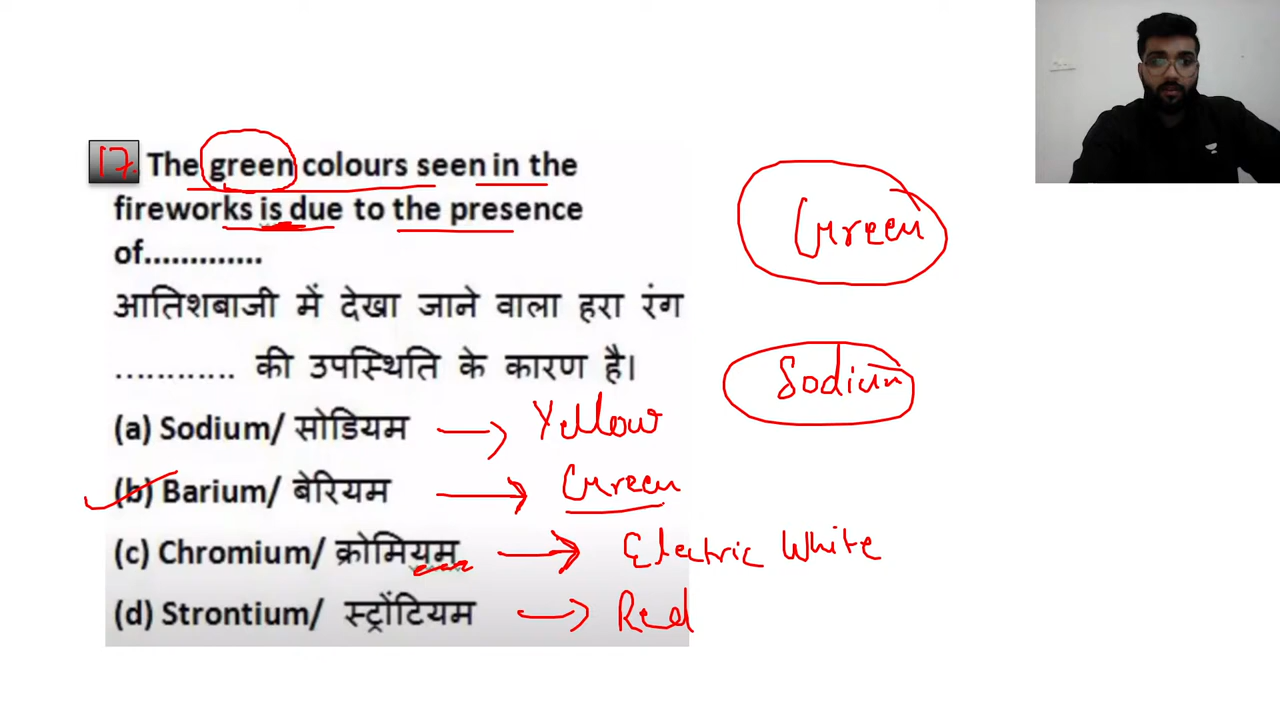 17.
The green colours seen in the
fireworks is due to the presence
of.............
आतिशबाजी में देखा जाने वाला हरा रंग
............ की उपस्थिति के कारण है।
(a) Sodium/ सोडियम → Yellow
(b) Barium/ बेरियम → Green
(c) Chromium/ क्रोमियम → Electric White
(d) Strontium/ स्ट्रोंटियम → Red
Green
Sodium